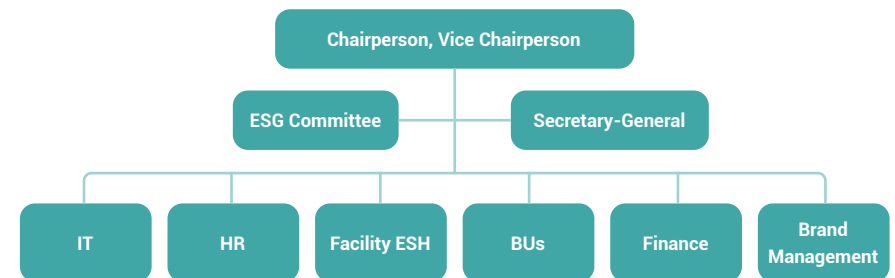 Chairperson, Vice Chairperson
ESG Committee
Secretary-General
IT
HR
Facility ESH
BUs
Finance
Brand
Management